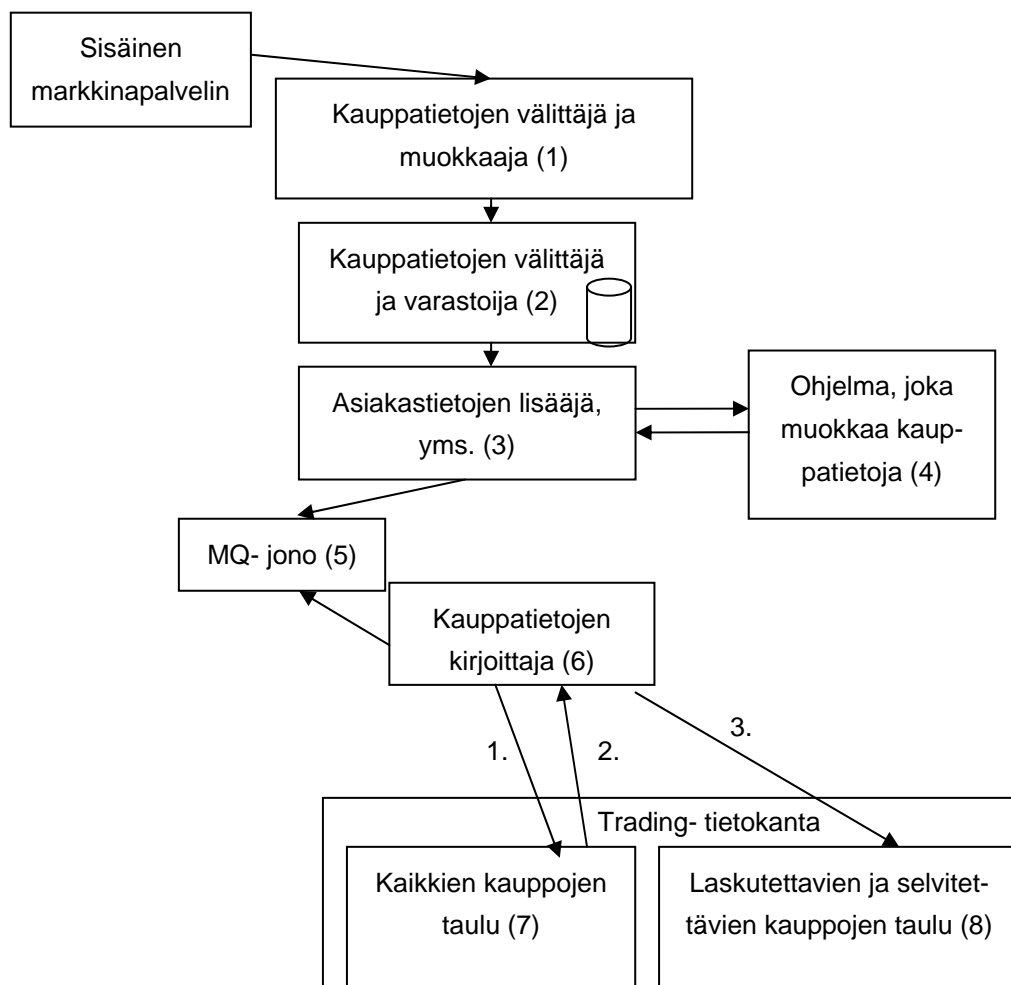 Sisäinen
markkinapalvelin
Kauppatietojen välittäjä ja
muokkaaja (1)
Kauppatietojen välittäjä
ja varastoija (2)
Asiakastietojen lisääjä,
yms. (3)
Ohjelma, joka
muokkaa kaup-
patietoja (4)
MQ- jono (5)
Kauppatietojen
kirjoittaja (6)
1.
2.
3.
Trading- tietokanta
Kaikkien kauppojen
taulu (7)
Laskutettavien ja selvitet-
tävien kauppojen taulu (8)